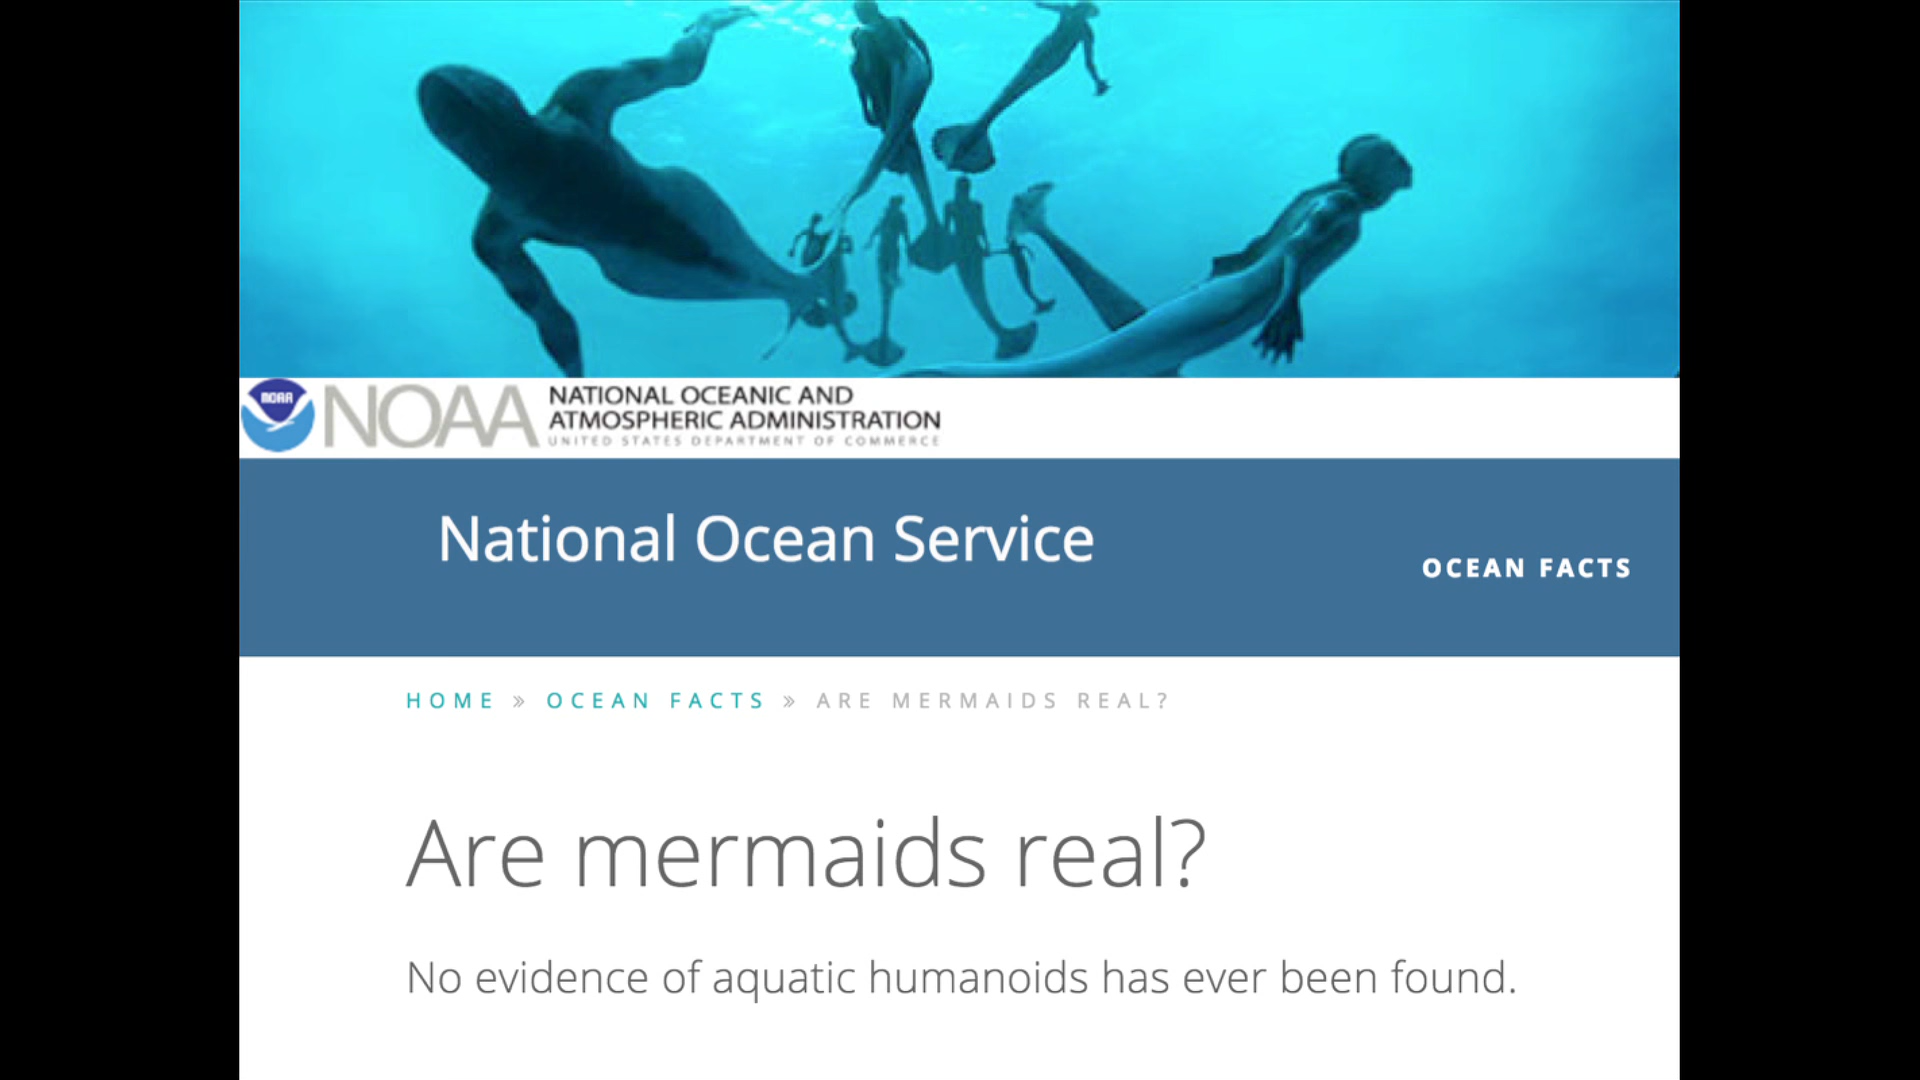 NOAA
NOAA
NATIONAL OCEANIC AND
ATMOSPHERIC ADMINISTRATION
UNITED STATES DEPARTMENT OF COMMERCE
National Ocean Service
OCEAN FACTS
HOME » OCEAN FACTS » ARE MERMAIDS REAL?
Are mermaids real?
No evidence of aquatic humanoids has ever been found.